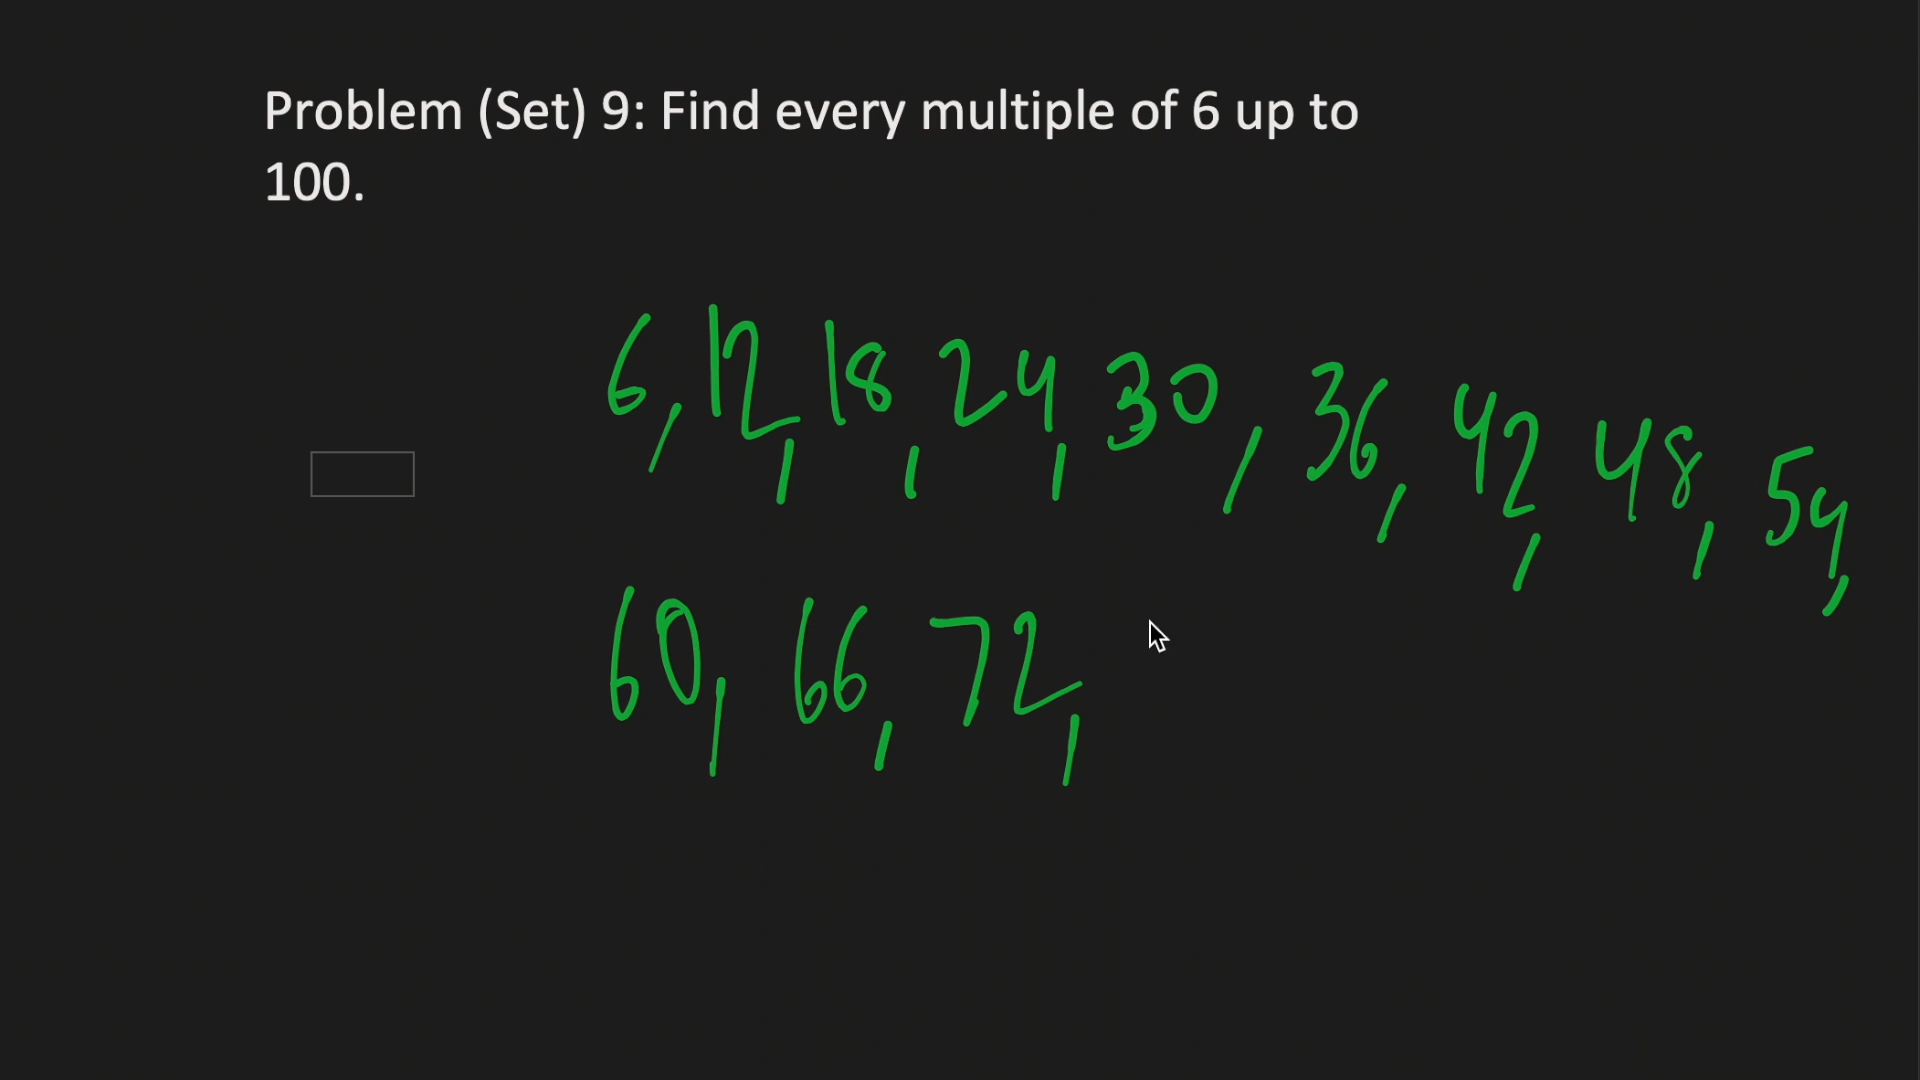 Problem (Set) 9: Find every multiple of 6 up to
100.
6, 12, 18, 24, 30, 36, 42, 48, 54,
60, 66, 72,